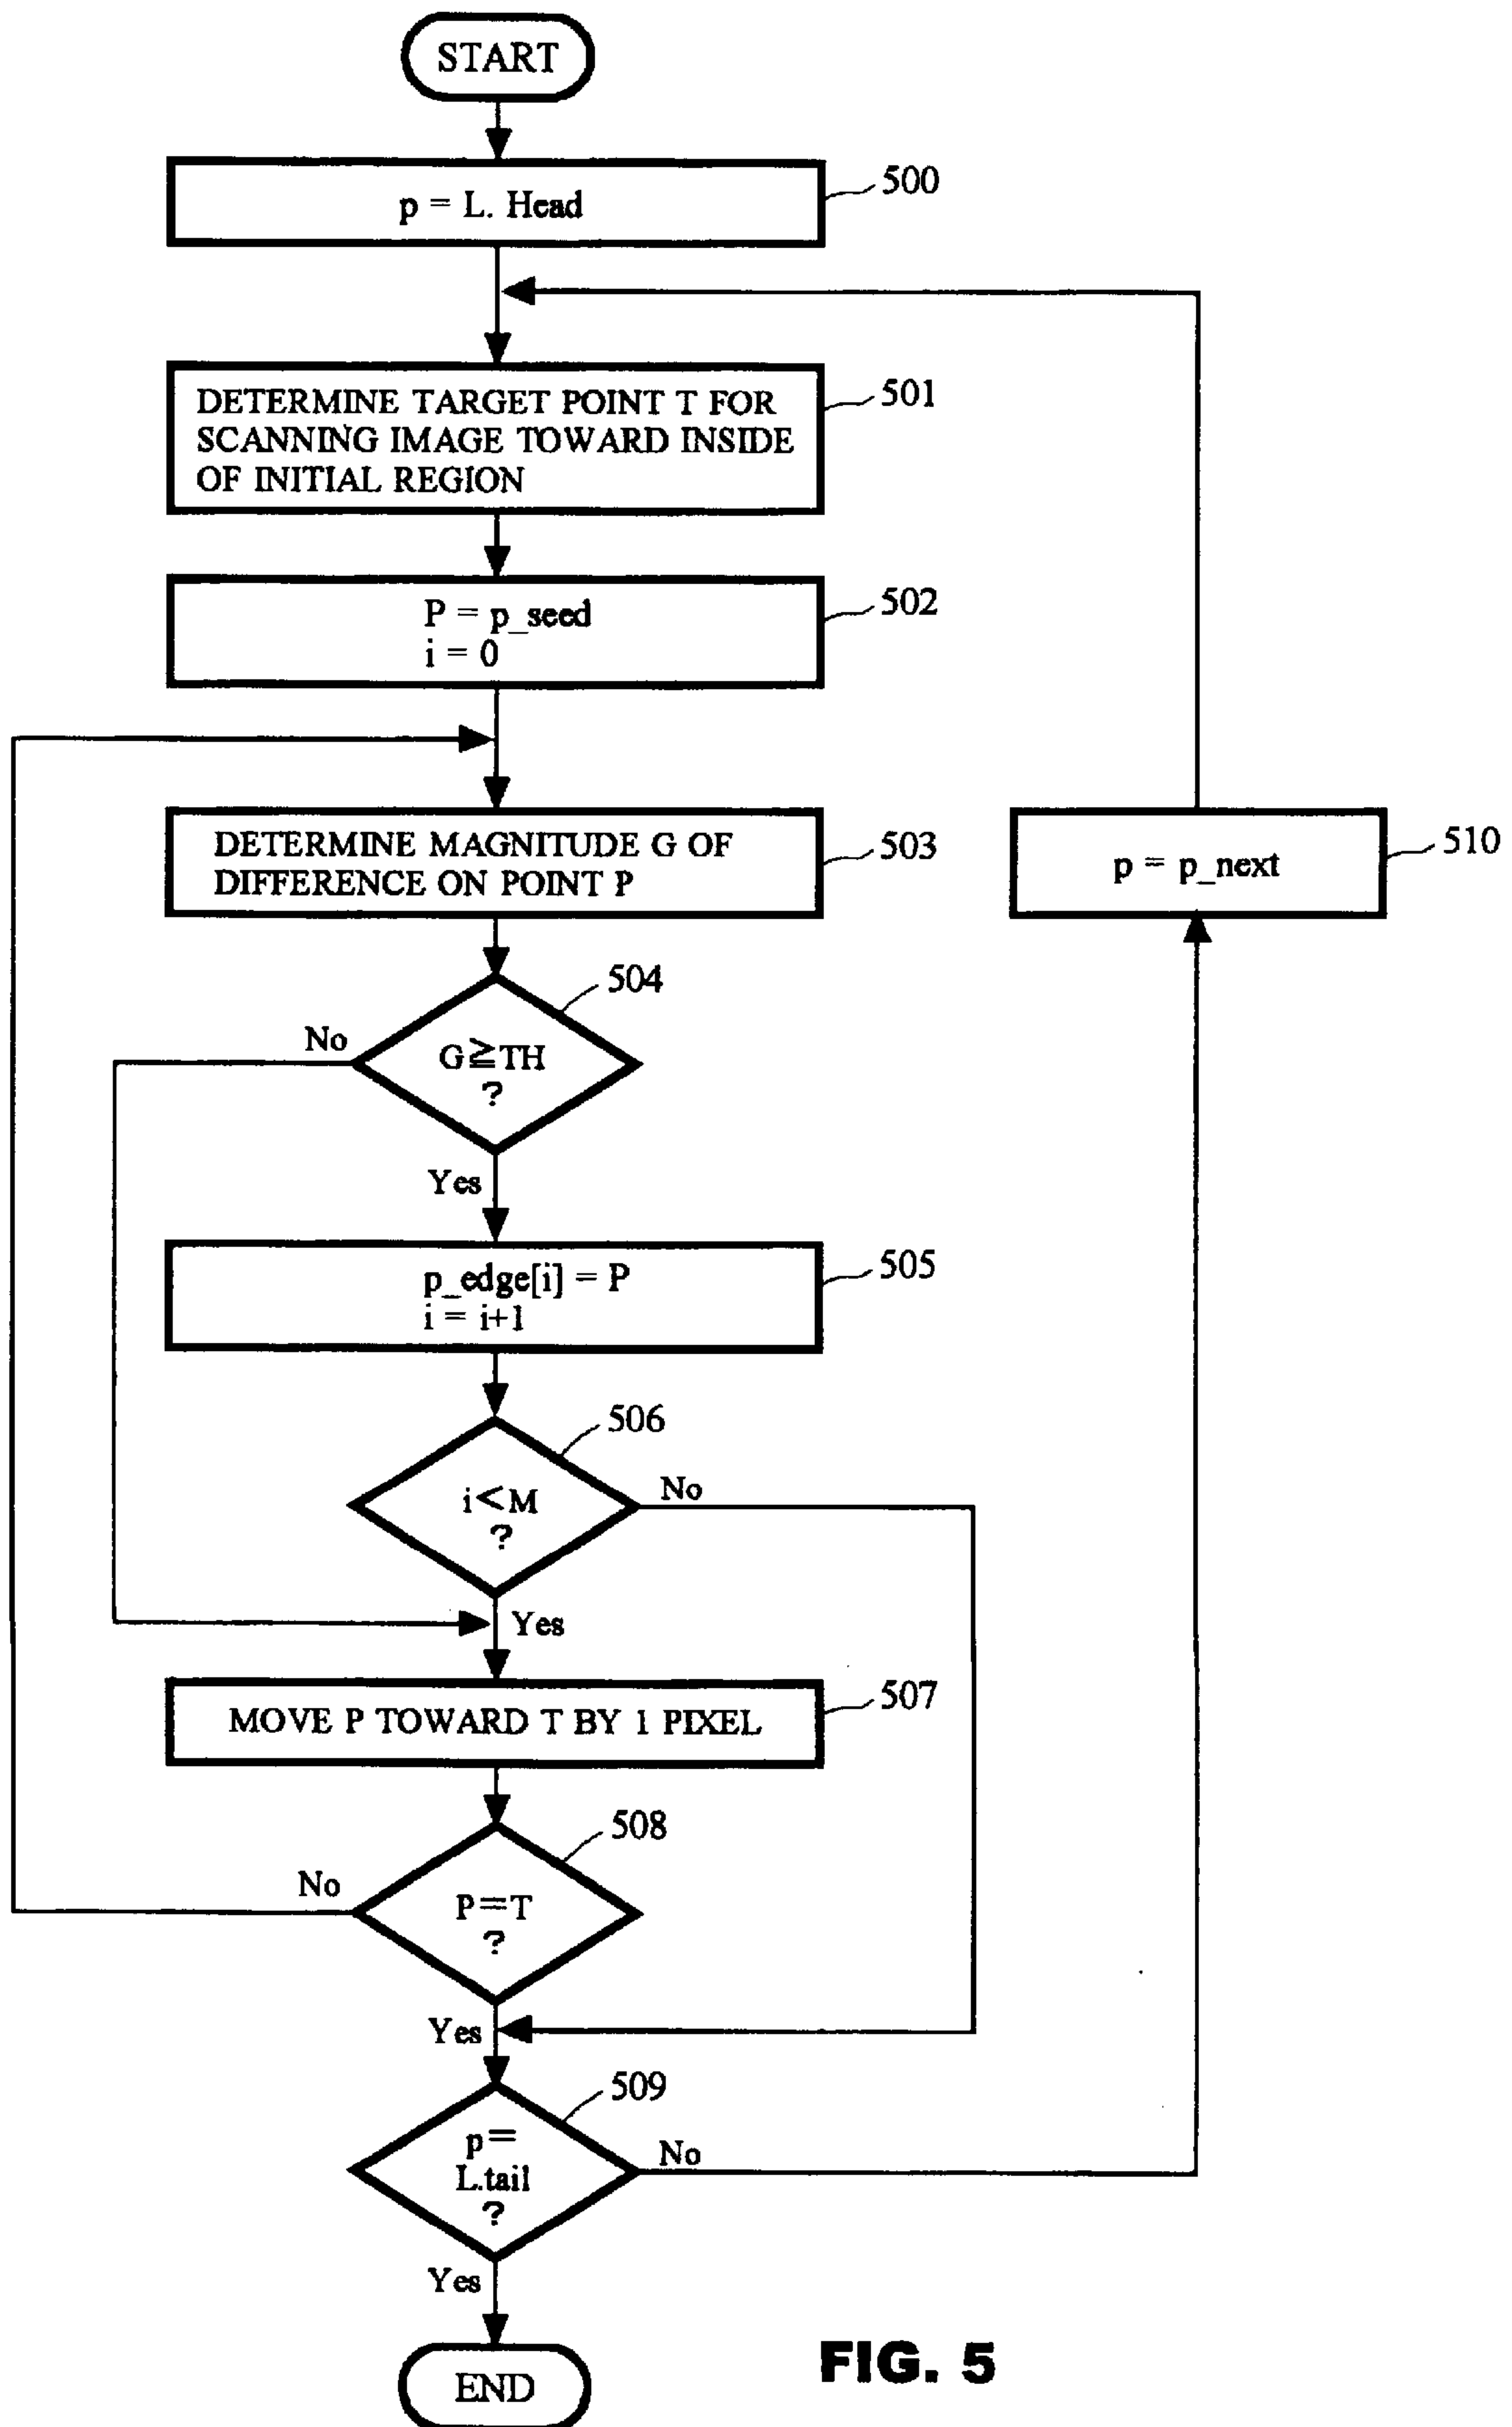 START
p = L. Head
500
DETERMINE TARGET POINT T FOR
SCANNING IMAGE TOWARD INSIDE
OF INITIAL REGION
501
P = p_seed
i = 0
502
DETERMINE MAGNITUDE G OF
DIFFERENCE ON POINT P
503
p = p_next
510
504
No
G≧TH
?
Yes
p_edge[i] = P
i = i+1
505
506
i<M
?
No
Yes
MOVE P TOWARD T BY 1 PIXEL
507
508
No
P=T
?
Yes
509
p=
L.tail
?
No
Yes
END
FIG. 5